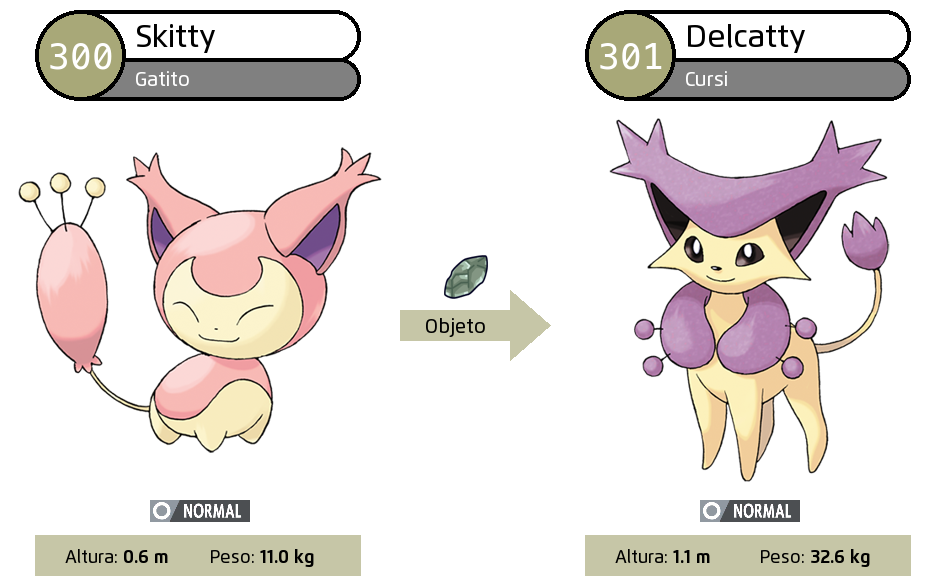 300
Skitty
Gatito
301
Delcatty
Cursi
Objeto
NORMAL
NORMAL
Altura: 0.6 m Peso: 11.0 kg
Altura: 1.1 m Peso: 32.6 kg